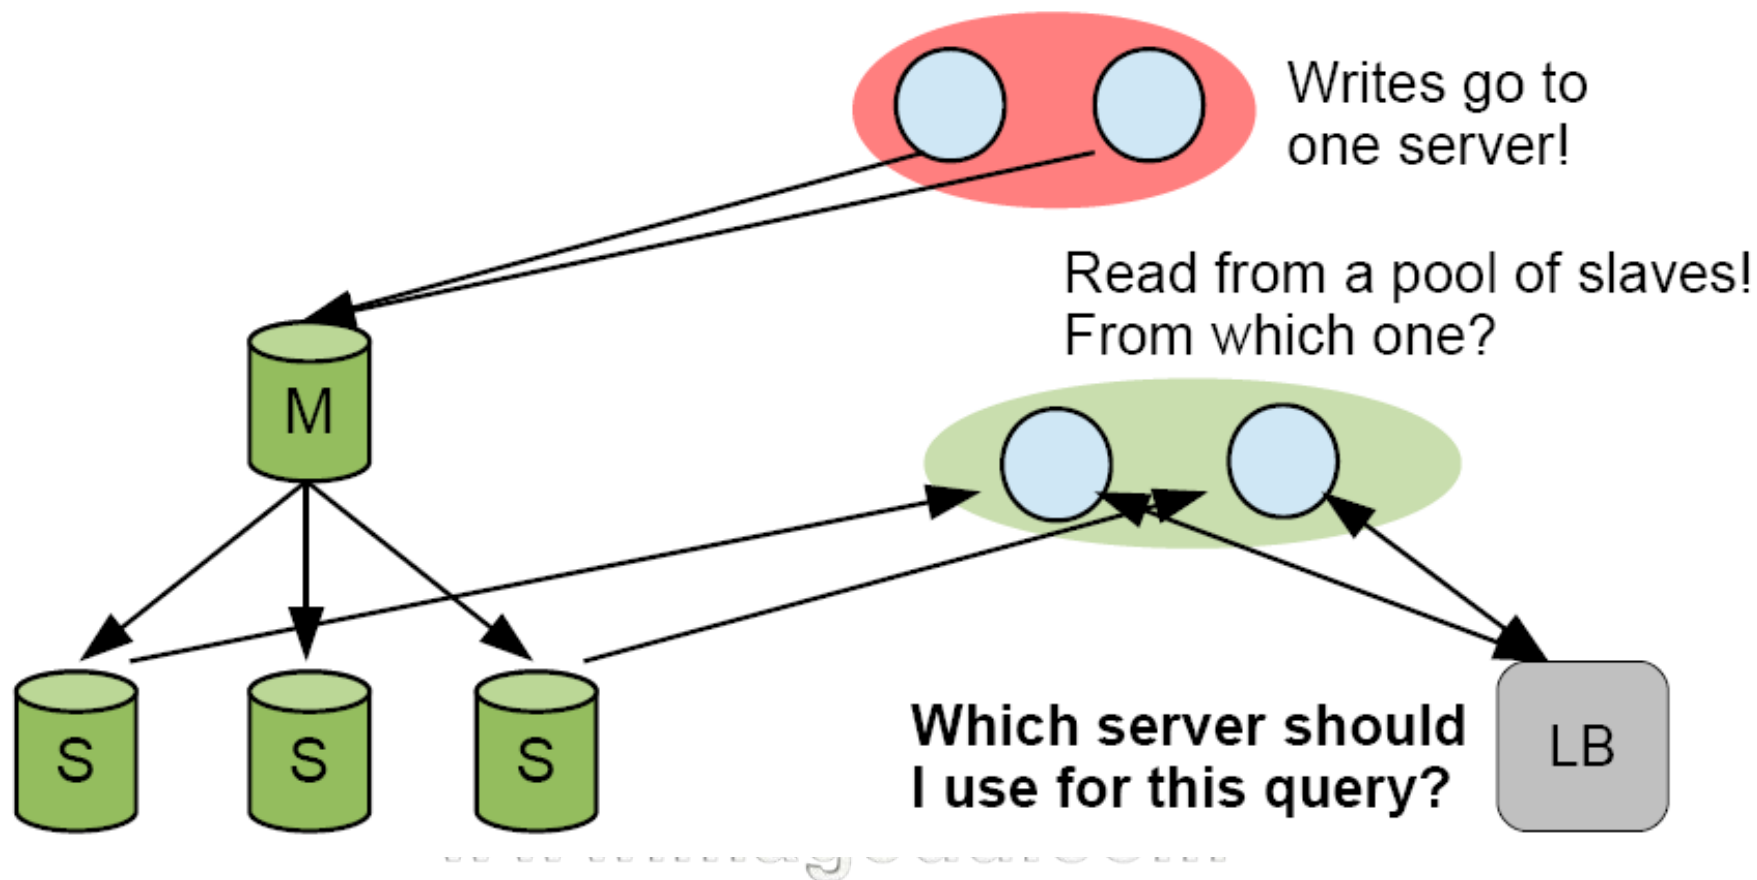 Writes go to
one server!
Read from a pool of slaves!
From which one?
M
S
S
S
Which server should
I use for this query?
LB